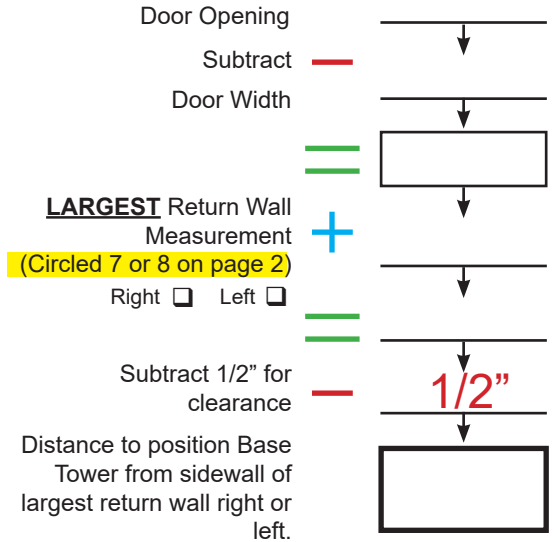 Door Opening
Subtract
Door Width
LARGEST Return Wall
Measurement
(Circled 7 or 8 on page 2)
Right ❑ Left ❑
Subtract 1/2” for
clearance
1/2”
Distance to position Base
Tower from sidewall of
largest return wall right or
left.